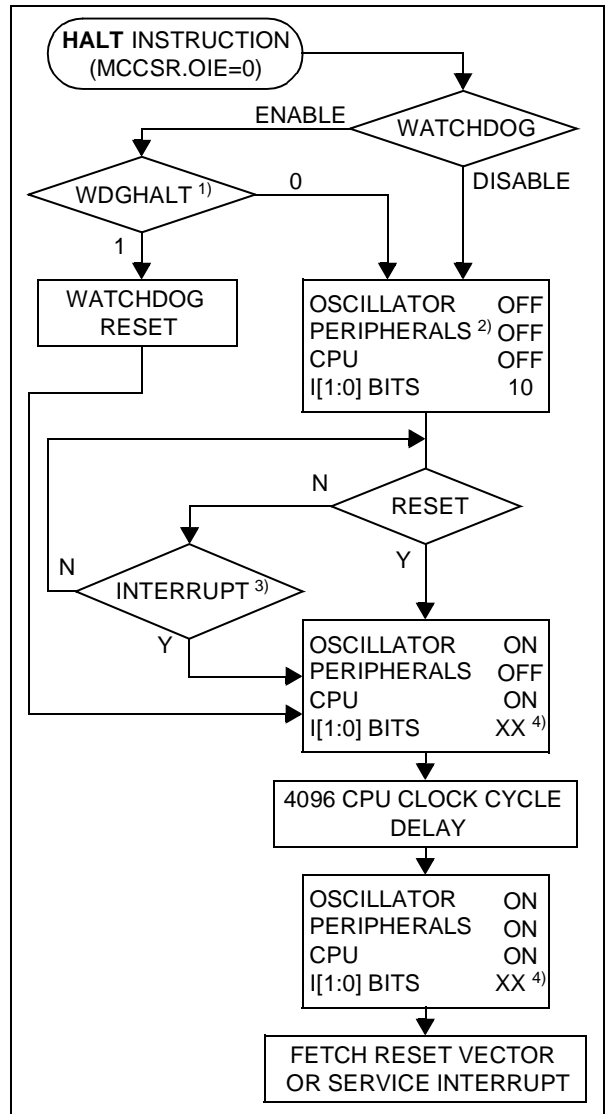 HALT INSTRUCTION
(MCCSR.OIE=0)
ENABLE
WATCHDOG
WDGHALT 1)
0
DISABLE
1
WATCHDOG
RESET
OSCILLATOR OFF
PERIPHERALS 2) OFF
CPU OFF
I[1:0] BITS 10
N
RESET
N
INTERRUPT 3)
Y
Y
OSCILLATOR ON
PERIPHERALS OFF
CPU ON
I[1:0] BITS XX 4)
4096 CPU CLOCK CYCLE
DELAY
OSCILLATOR ON
PERIPHERALS ON
CPU ON
I[1:0] BITS XX 4)
FETCH RESET VECTOR
OR SERVICE INTERRUPT